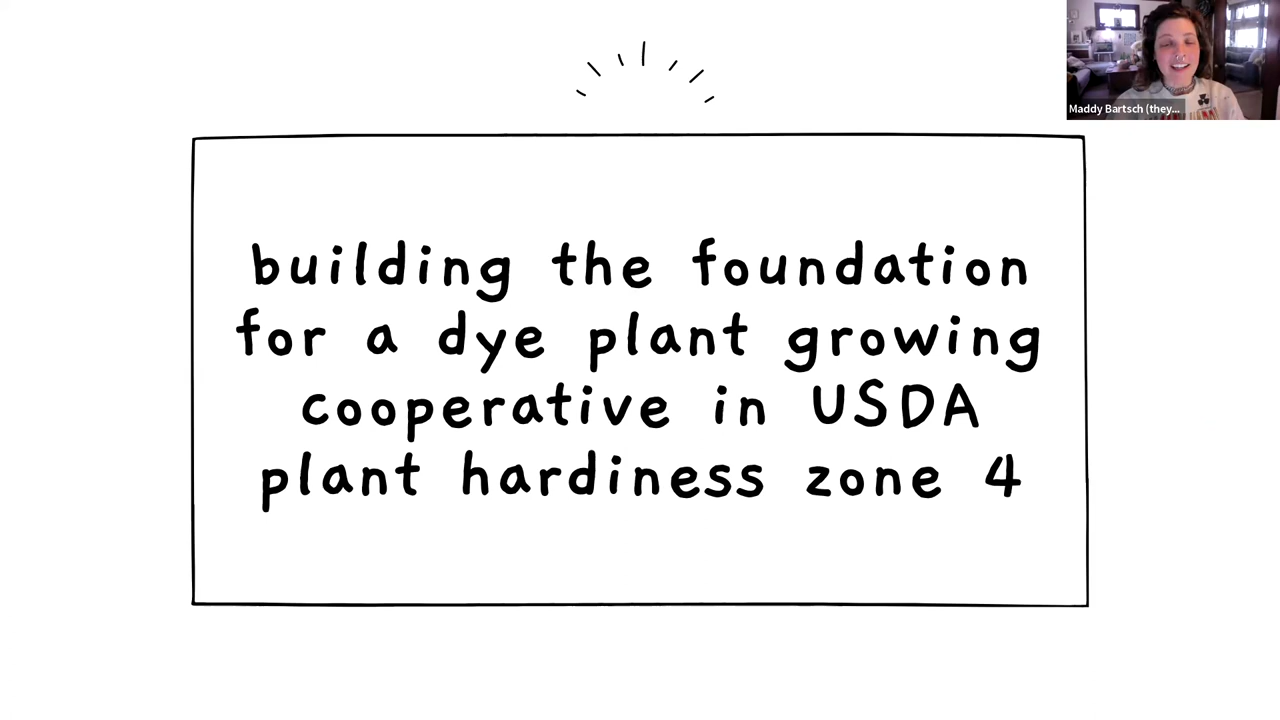 Maddy Bartsch (they...
building the foundation
for a dye plant growing
cooperative in USDA
plant hardiness zone 4